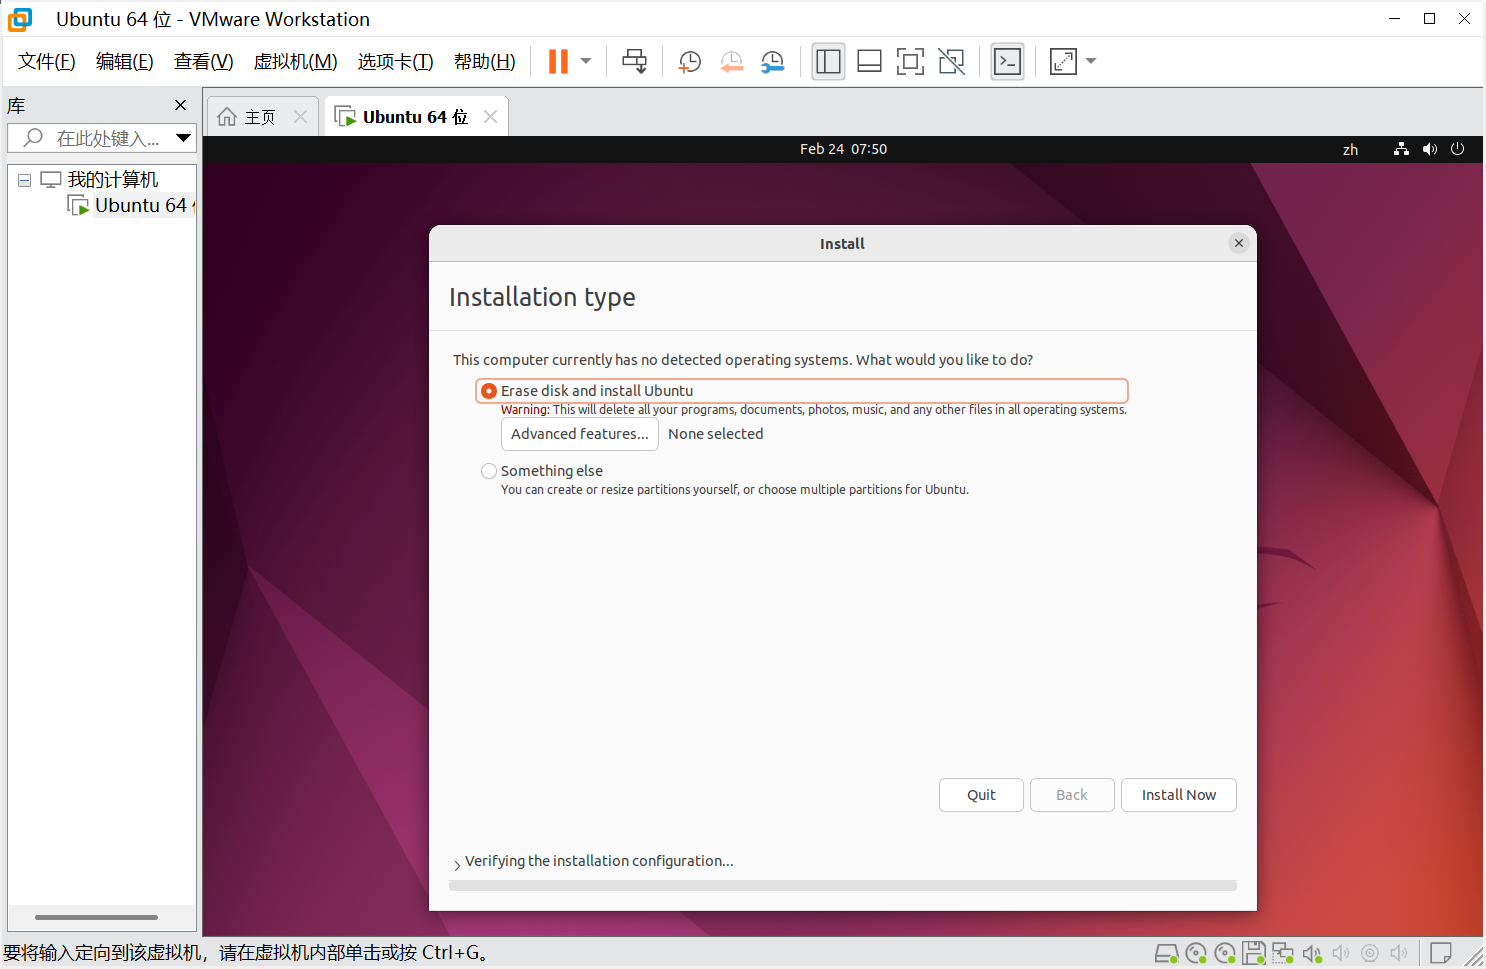 Ubuntu 64 位 - VMware Workstation
文件(F) 编辑(E) 查看(V) 虚拟机(M) 选项卡(T) 帮助(H)
库
主页
Ubuntu 64 位
在此处键入...
Feb 24 07:50
zh
我的计算机
Ubuntu 64
Install
Installation type
This computer currently has no detected operating systems. What would you like to do?
Erase disk and install Ubuntu
Warning: This will delete all your programs, documents, photos, music, and any other files in all operating systems.
Advanced features... None selected
Something else
You can create or resize partitions yourself, or choose multiple partitions for Ubuntu.
Quit Back Install Now
Verifying the installation configuration...
要将输入定向到该虚拟机，请在虚拟机内部单击或按 Ctrl+G。